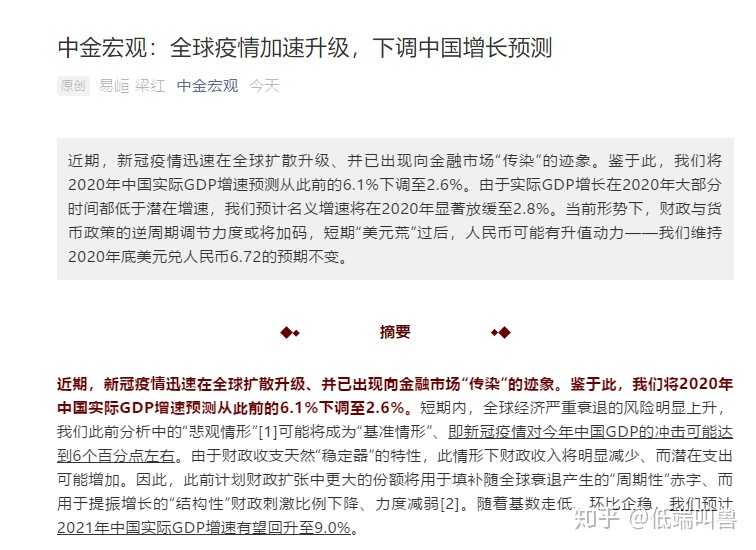 中金宏观：全球疫情加速升级，下调中国增长预测
原创 易峘 梁红 中金宏观 今天
近期，新冠疫情迅速在全球扩散升级、并已出现向金融市场“传染”的迹象。鉴于此，我们将
2020年中国实际GDP增速预测从此前的6.1%下调至2.6%。由于实际GDP增长在2020年大部分
时间都低于潜在增速，我们预计名义增速将在2020年显著放缓至2.8%。当前形势下，财政与货
币政策的逆周期调节力度或将加码，短期“美元荒”过后，人民币可能有升值动力——我们维持
2020年底美元兑人民币6.72的预期不变。
摘要
近期，新冠疫情迅速在全球扩散升级、并已出现向金融市场“传染”的迹象。鉴于此，我们将2020年
中国实际GDP增速预测从此前的6.1%下调至2.6%。短期内，全球经济严重衰退的风险明显上升，
我们此前分析中的“悲观情形”[1]可能将成为“基准情形”、即新冠疫情对今年中国GDP的冲击可能达
到6个百分点左右。由于财政收支天然“稳定器”的特性，此情形下财政收入将明显减少、而潜在支出
可能增加。因此，此前计划财政扩张中更大的份额将用于填补随全球衰退产生的“周期性”赤字、而
用于提振增长的“结构性”财政刺激比例下降、力度减弱[2]。随着基数走低、环比企稳，我们预计
2021年中国实际GDP增速有望回升至9.0%。
知乎 @低端叫兽